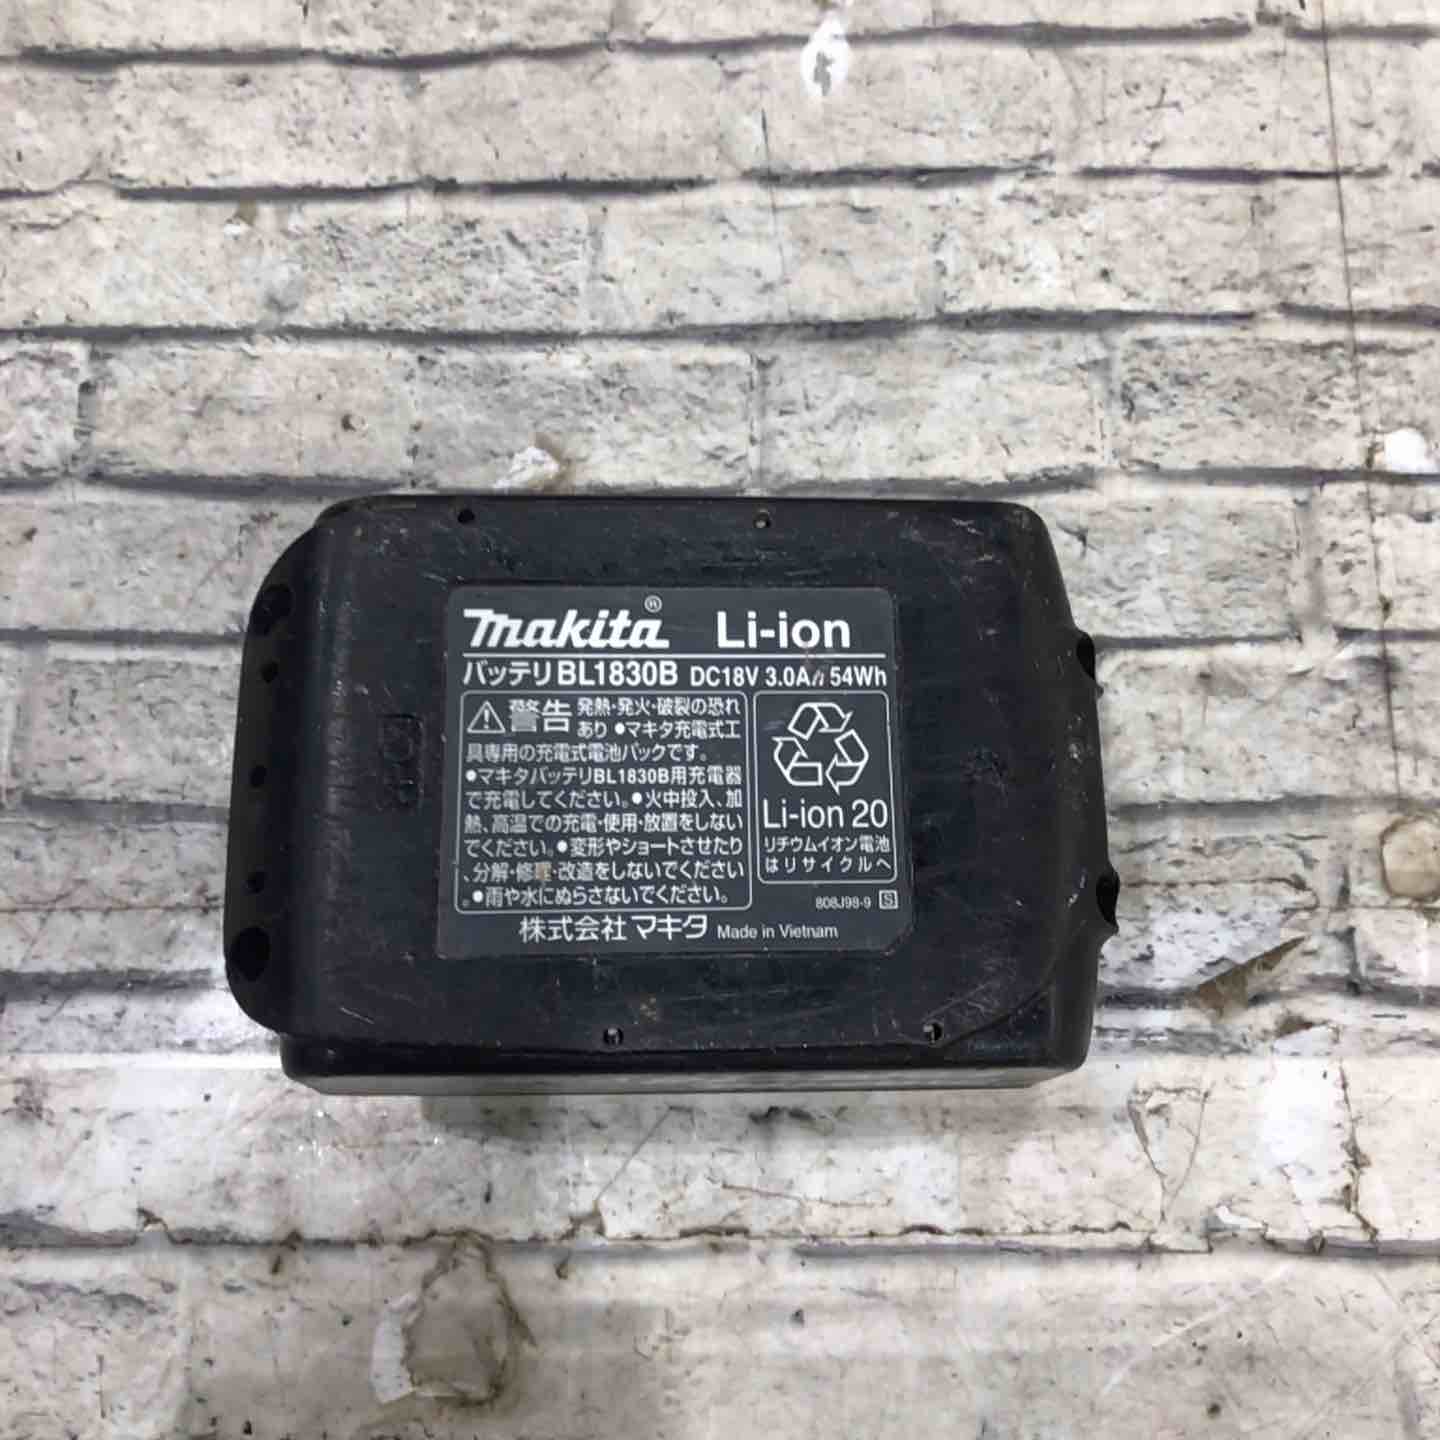 makita® Li-ion
バッテリ BL1830B DC18V 3.0Ah 54Wh
⚠警告 発熱・発火・破裂の恐れ
あり ●マキタ充電式工
具専用の充電式電池パックです。
●マキタバッテリBL1830B用充電器
で充電してください。●火中投入、加
熱、高温での充電・使用・放置をしない
でください。●変形やショートさせたり
、分解・修理・改造をしないでください
。●雨や水にぬらさないでください。
Li-ion 20
リチウムイオン電池
はリサイクルへ
808J98-9 S
株式会社 マキタ Made in Vietnam